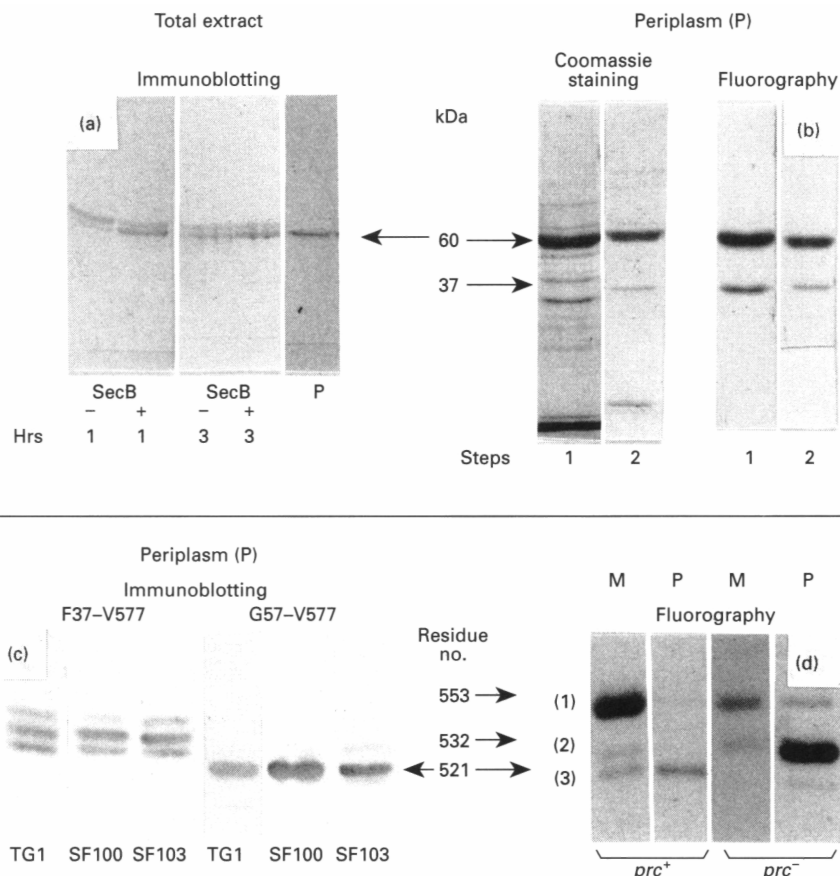 Total extract
Periplasm (P)
Immunoblotting
Coomassie
staining
Fluorography
(a)
kDa
(b)
60
37
SecB
SecB
P
– + – +
Hrs 1 1 3 3
Steps 1 2 1 2
Periplasm (P)
Immunoblotting
F37–V577 G57–V577
M P M P
Fluorography
(c)
Residue
no.
(d)
553
(1)
532
(2)
521
(3)
TG1 SF100 SF103 TG1 SF100 SF103
prc+ prc–